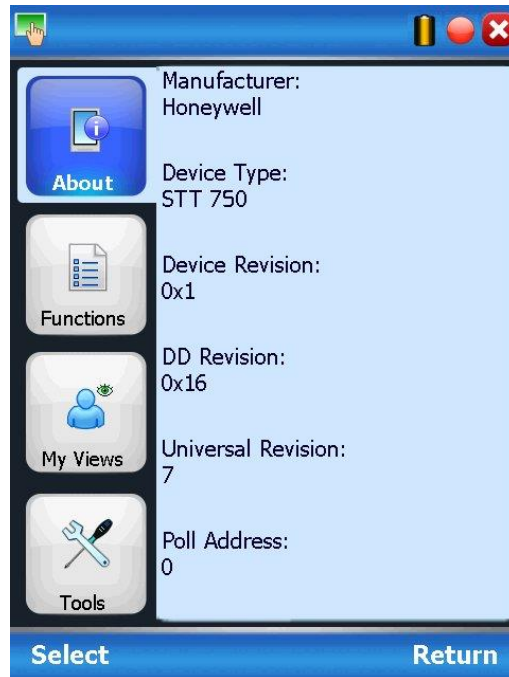 About
Functions
My Views
Tools
Manufacturer:
Honeywell
Device Type:
STT 750
Device Revision:
0x1
DD Revision:
0x16
Universal Revision:
7
Poll Address:
0
Select
Return